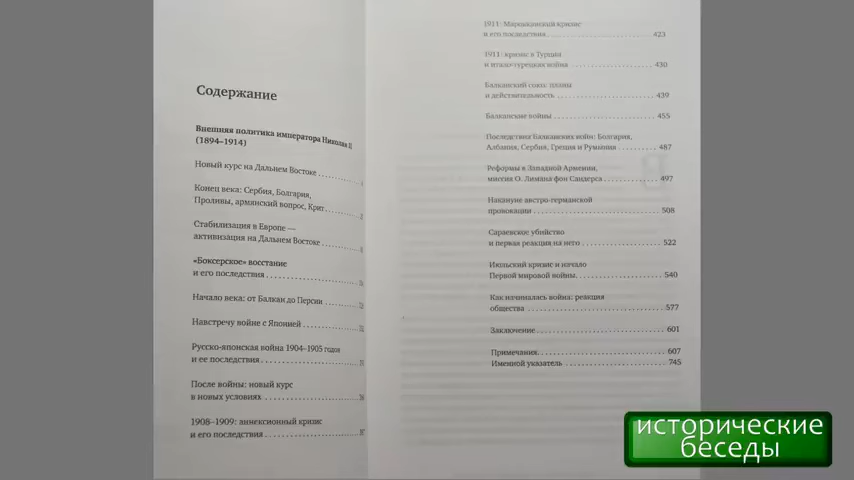 Содержание
Внешняя политика императора Николая II
(1894–1914)
Новый курс на Дальнем Востоке
Конец века: Сербия, Болгария,
Проливы, армянский вопрос, Крит
Стабилизация в Европе —
активизация на Дальнем Востоке
«Боксерское» восстание
и его последствия
Начало века: от Балкан до Персии
Навстречу войне с Японией
Русско-японская война 1904–1905 годов
и ее последствия
После войны: новый курс
в новых условиях
1908–1909: аннексионный кризис
и его последствия
1911: Марокканский кризис
и его последствия 423
1911: кризис в Турции
и итало-турецкая война 430
Балканский союз: планы
и действительность 439
Балканские войны 455
Последствия Балканских войн: Болгария,
Албания, Сербия, Греция и Румыния 487
Реформы в Западной Армении,
миссия О. Лимана фон Сандерса 497
Накануне австро-германской
провокации 508
Сараевское убийство
и первая реакция на него 522
Июльский кризис и начало
Первой мировой войны 540
Как начиналась война: реакция
общества 577
Заключение 601
Примечания 607
Именной указатель 745
исторические
беседы